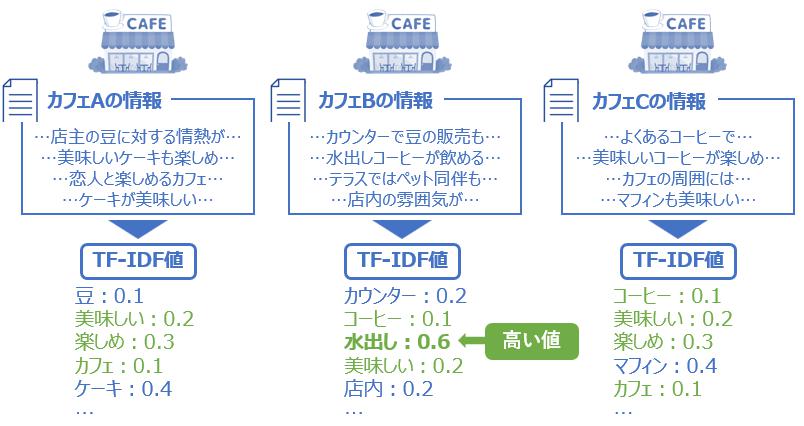 CAFE
カフェAの情報
…店主の豆に対する情熱が…
…美味しいケーキも楽しめ…
…恋人と楽しめるカフェ…
…ケーキが美味しい…
TF-IDF値
豆：0.1
美味しい：0.2
楽しめ：0.3
カフェ：0.1
ケーキ：0.4
…
CAFE
カフェBの情報
…カウンターで豆の販売も…
…水出しコーヒーが飲める…
…テラスではペット同伴も…
…店内の雰囲気が…
TF-IDF値
カウンター：0.2
コーヒー：0.1
水出し：0.6
高い値
美味しい：0.2
店内：0.2
…
CAFE
カフェCの情報
…よくあるコーヒーで…
…美味しいコーヒーが楽しめ…
…カフェの周囲には…
…マフィンも美味しい…
TF-IDF値
コーヒー：0.1
美味しい：0.2
楽しめ：0.3
マフィン：0.4
カフェ：0.1
…